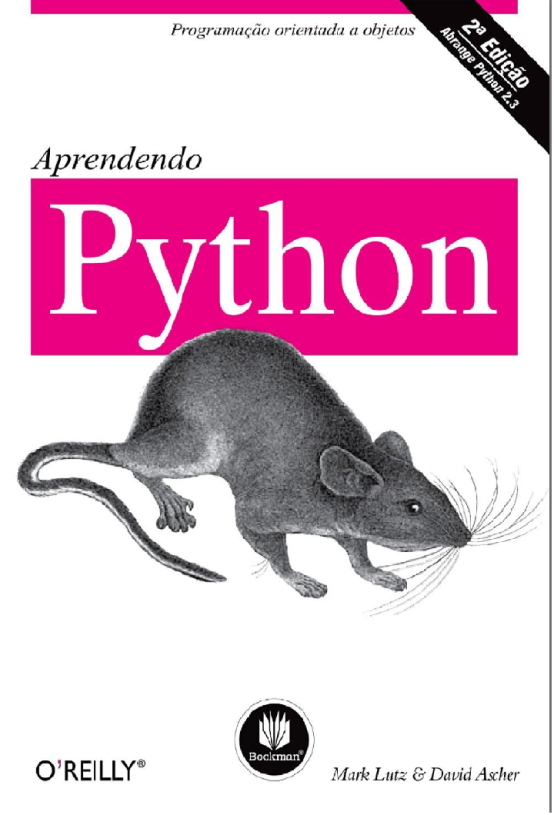 Programação orientada a objetos
2ª Edição
Abrange Python 2.3
Aprendendo
Python
Bookman®
O'REILLY®
Mark Lutz & David Ascher